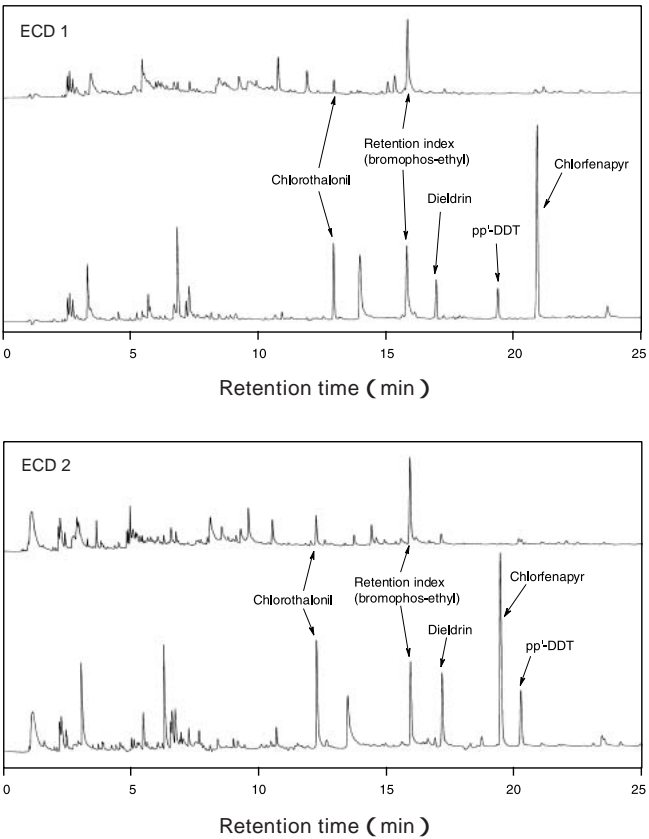 ECD 1
Retention index
(bromophos-ethyl)
Chlorothalonil
Chlorfenapyr
Dieldrin
pp'-DDT
0 5 10 15 20 25
Retention time ( min )
ECD 2
Retention index
(bromophos-ethyl)
Chlorfenapyr
Chlorothalonil
Dieldrin
pp'-DDT
0 5 10 15 20 25
Retention time ( min )